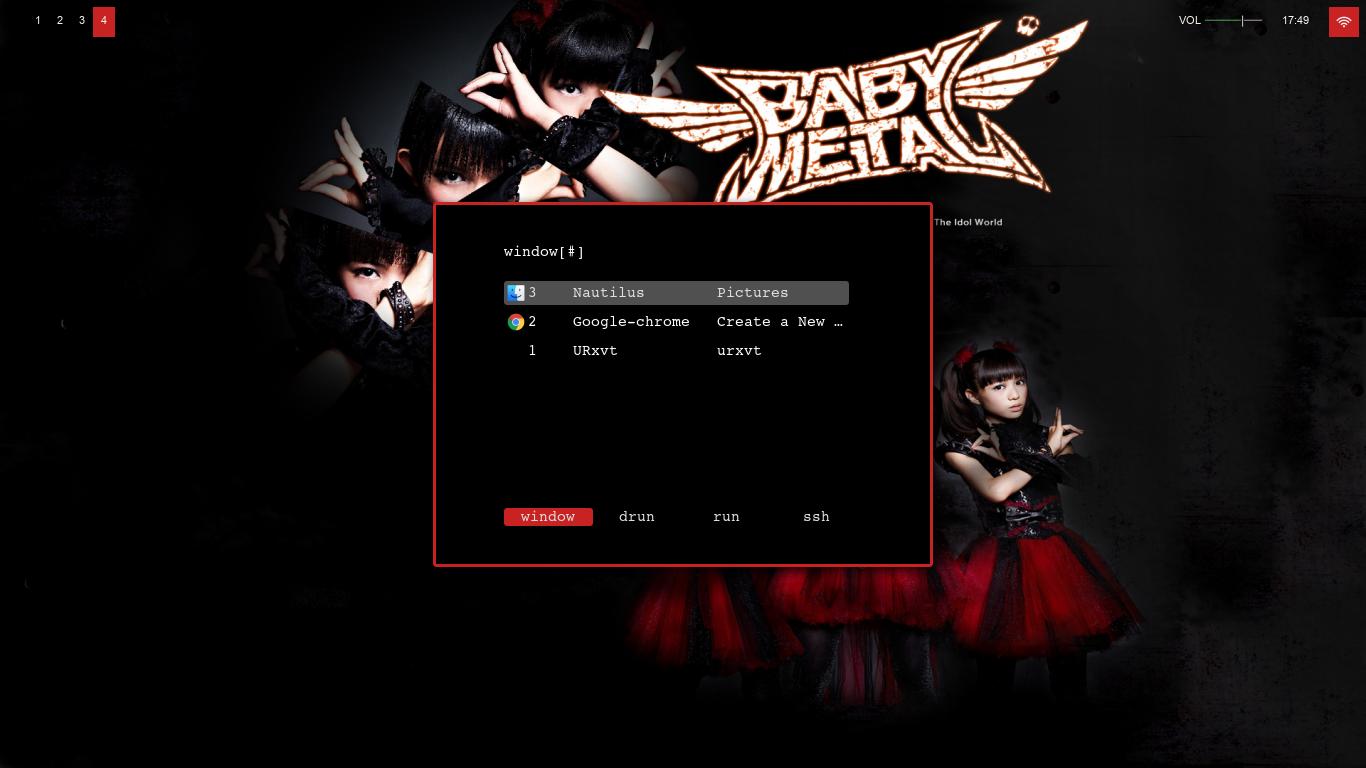 1 2 3 4
VOL 17:49
BABY
METAL
The Idol World
window[#]
3 Nautilus Pictures
2 Google-chrome Create a New …
1 URxvt urxvt
window drun run ssh